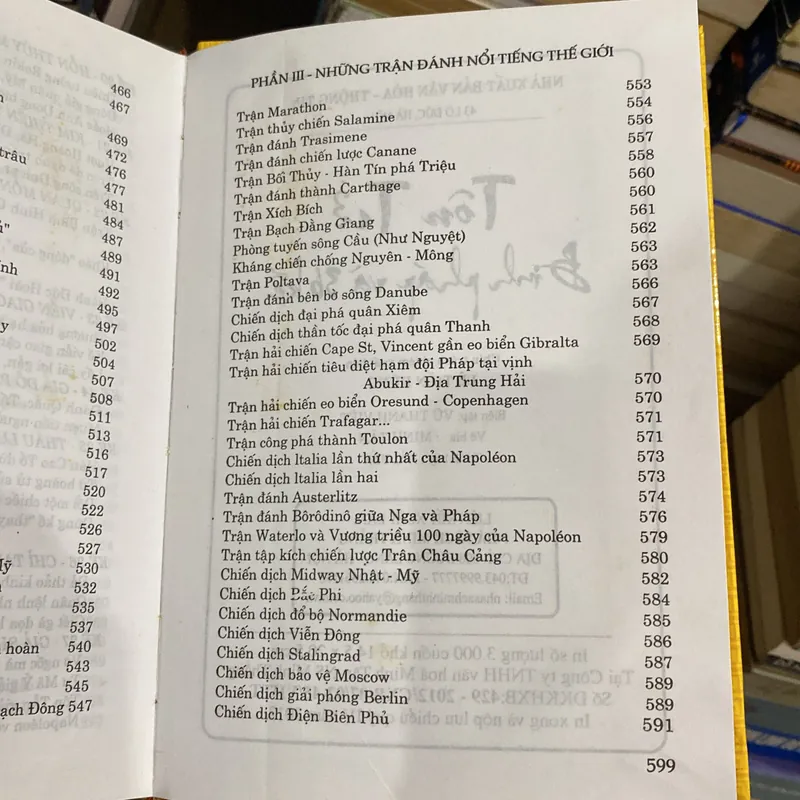 466
467
469
472
trâu 476
477
481
484
487
489
491
492
495
497
502
504
507
508
511
513
516
517
520
522
526
527
Mỹ 530
532
535
537
hoàn 540
543
545
ạch Đông 547
PHẦN III - NHỮNG TRẬN ĐÁNH NỔI TIẾNG THẾ GIỚI
Trận Marathon 553
Trận thủy chiến Salamine 554
Trận đánh Trasimene 556
Trận đánh chiến lược Canane 557
Trận Bối Thủy - Hàn Tín phá Triệu 558
Trận đánh thành Carthage 560
Trận Xích Bích 560
Trận Bạch Đằng Giang 561
Phòng tuyến sông Cầu (Như Nguyệt) 562
Kháng chiến chống Nguyên - Mông 563
Trận Poltava 563
Trận đánh bên bờ sông Danube 566
Chiến dịch đại phá quân Xiêm 567
Chiến dịch thần tốc đại phá quân Thanh 568
Trận hải chiến Cape St, Vincent gần eo biển Gibralta 569
Trận hải chiến tiêu diệt hạm đội Pháp tại vịnh
Abukir - Địa Trung Hải 570
Trận hải chiến eo biển Oresund - Copenhagen 570
Trận hải chiến Trafagar... 571
Trận công phá thành Toulon 571
Chiến dịch Italia lần thứ nhất của Napoléon 573
Chiến dịch Italia lần hai 573
Trận đánh Austerlitz 574
Trận đánh Bôrôdinô giữa Nga và Pháp 576
Trận Waterlo và Vương triều 100 ngày của Napoléon 579
Trận tập kích chiến lược Trân Châu Cảng 580
Chiến dịch Midway Nhật - Mỹ 582
Chiến dịch Bắc Phi 584
Chiến dịch đổ bộ Normandie 585
Chiến dịch Viễn Đông 586
Chiến dịch Stalingrad 587
Chiến dịch bảo vệ Moscow 589
Chiến dịch giải phóng Berlin 589
Chiến dịch Điện Biên Phủ 591
599